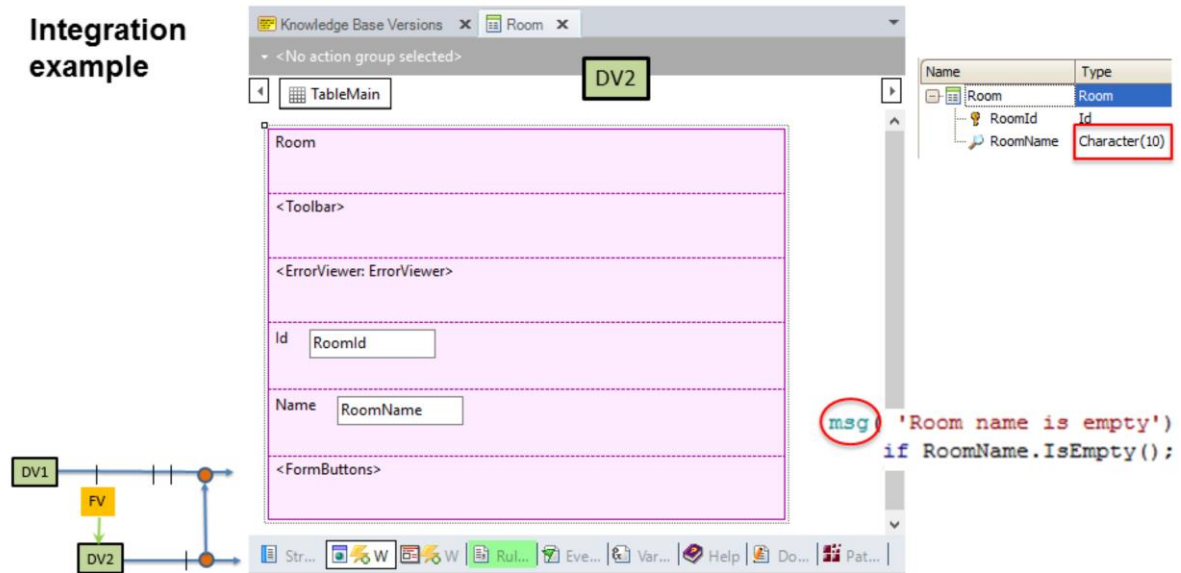 Integration
example
Knowledge Base Versions X Room X
<No action group selected>
DV2
TableMain
Room
<Toolbar>
<ErrorViewer: ErrorViewer>
Id RoomId
Name RoomName
<FormButtons>
Str... W W Rul... Eve... Var... Help Do... Pat...
Name Type
Room Room
RoomId Id
RoomName Character(10)
msg( 'Room name is empty')
if RoomName.IsEmpty();
DV1
FV
DV2